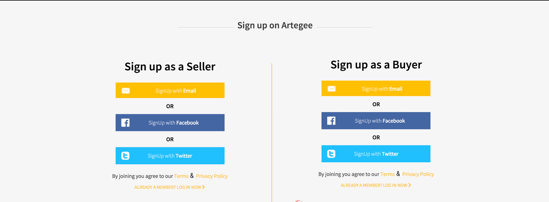 Sign up on Artegee
Sign up as a Seller
SignUp with Email
OR
SignUp with Facebook
OR
SignUp with Twitter
By joining you agree to our Terms & Privacy Policy
ALREADY A MEMBER? LOG IN NOW
Sign up as a Buyer
SignUp with Email
OR
SignUp with Facebook
OR
SignUp with Twitter
By joining you agree to our Terms & Privacy Policy
ALREADY A MEMBER? LOG IN NOW